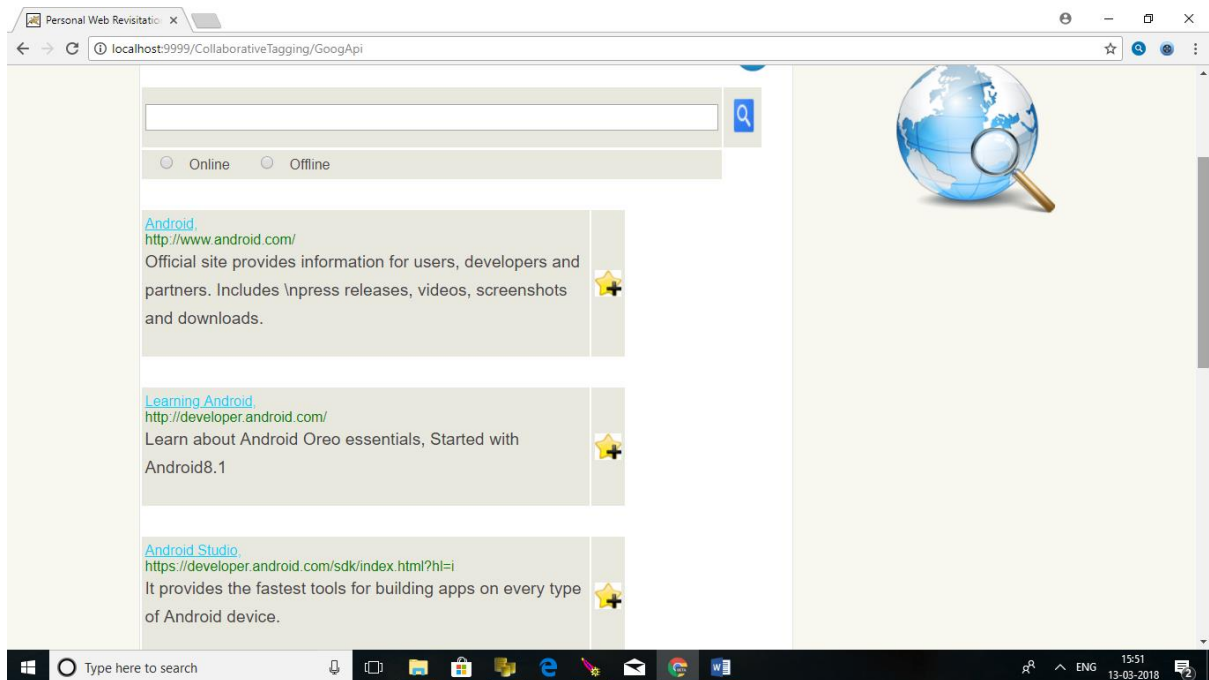 Personal Web Revisitatio
localhost:9999/CollaborativeTagging/GoogApi
Online Offline
Android,
http://www.android.com/
Official site provides information for users, developers and
partners. Includes \npress releases, videos, screenshots
and downloads.
Learning Android,
http://developer.android.com/
Learn about Android Oreo essentials, Started with
Android8.1
Android Studio,
https://developer.android.com/sdk/index.html?hl=i
It provides the fastest tools for building apps on every type
of Android device.
Type here to search
ENG
15:51
13-03-2018
2